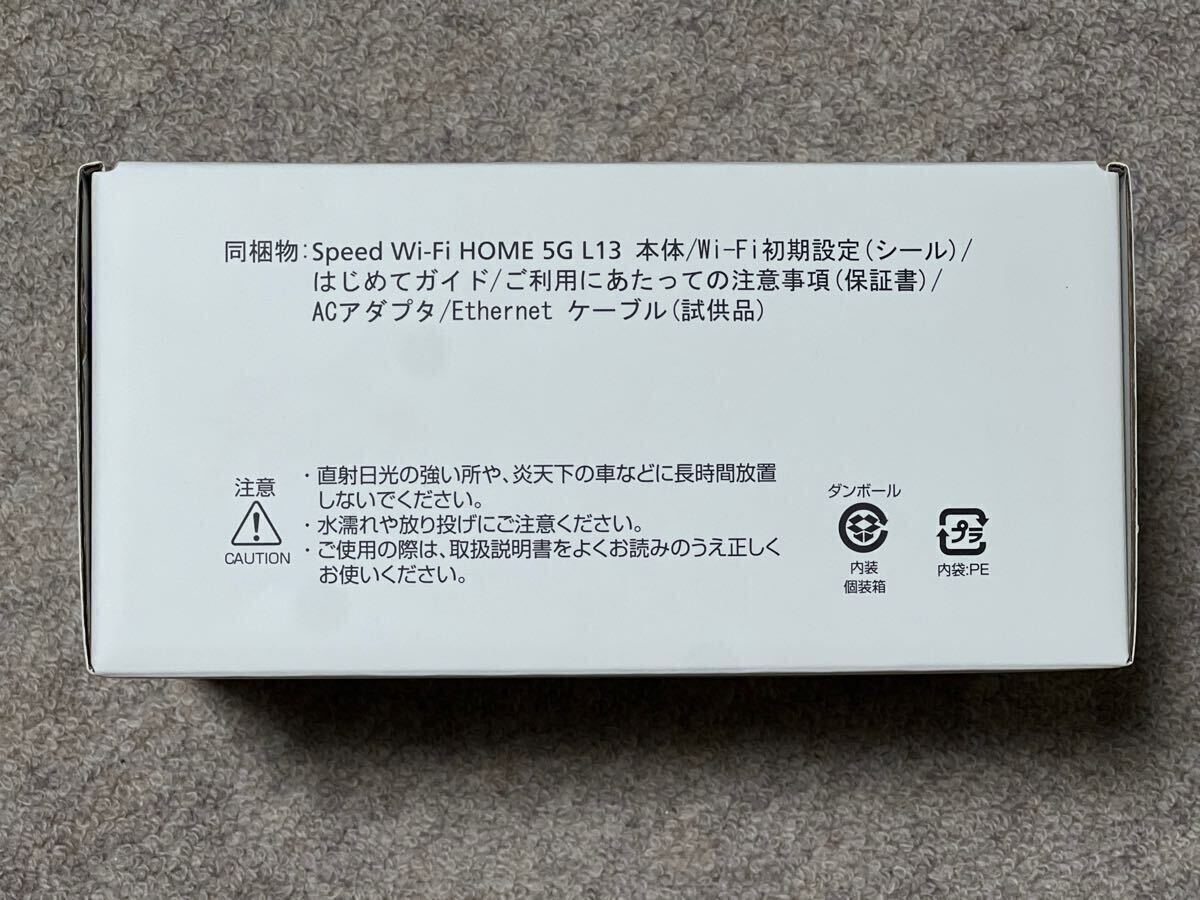 同梱物:Speed Wi-Fi HOME 5G L13 本体/Wi-Fi初期設定(シール)/
はじめてガイド/ご利用にあたっての注意事項(保証書)/
ACアダプタ/Ethernet ケーブル(試供品)
注意
CAUTION
・直射日光の強い所や、炎天下の車などに長時間放置
しないでください。
・水濡れや放り投げにご注意ください。
・ご使用の際は、取扱説明書をよくお読みのうえ正しく
お使いください。
ダンボール
内装
個装箱
プラ
内袋:PE